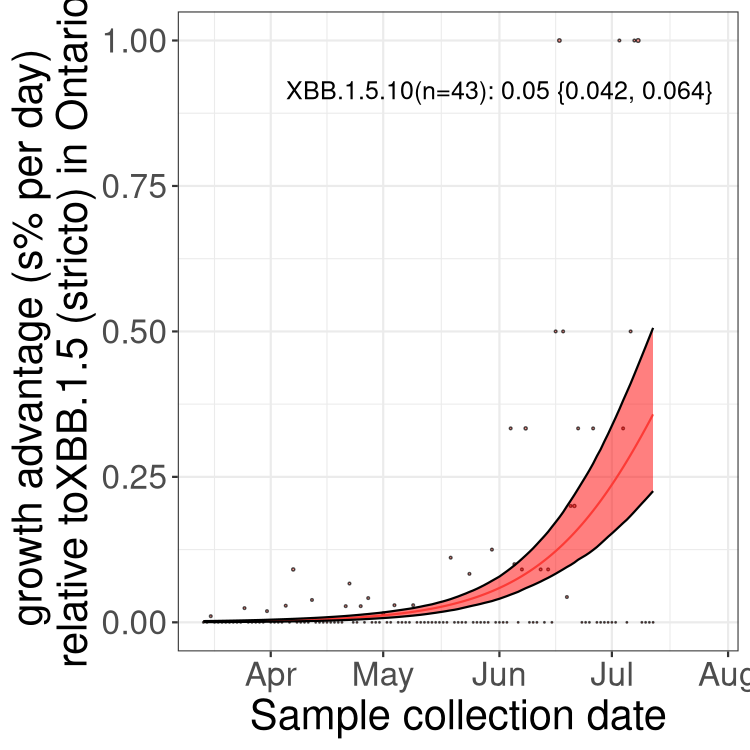 growth advantage (s% per day)
relative toXBB.1.5 (stricto) in Ontario
1.00
0.75
0.50
0.25
0.00
XBB.1.5.10(n=43): 0.05 {0.042, 0.064}
Apr May Jun Jul Aug
Sample collection date